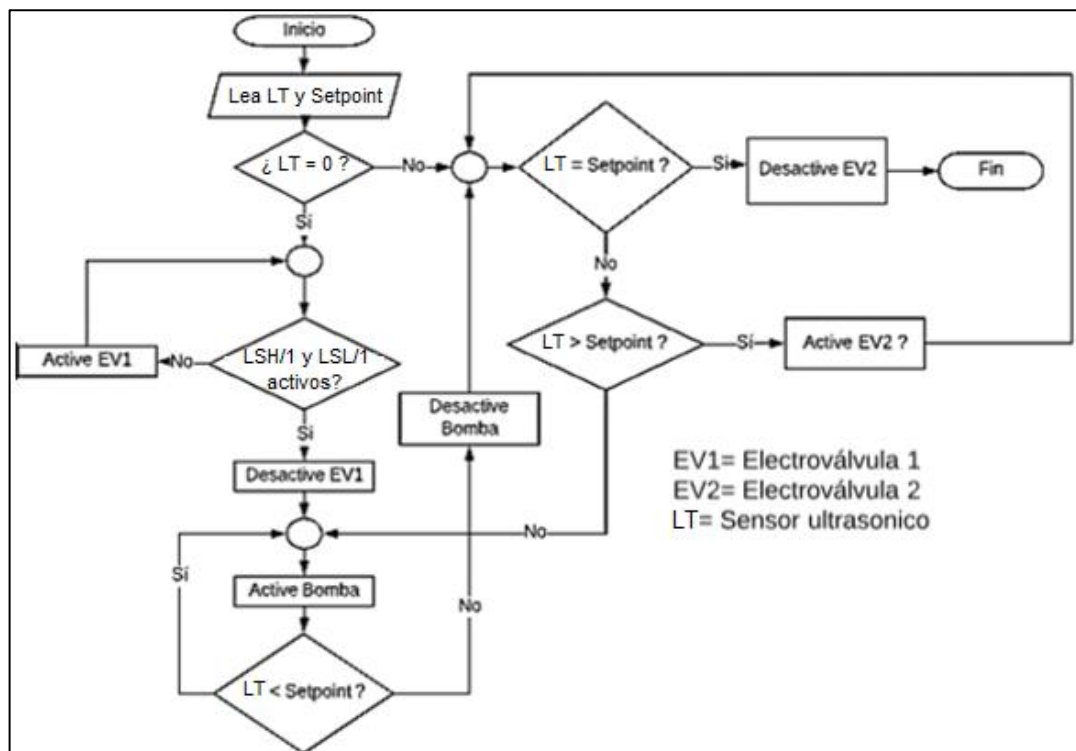 Inicio
Lea LT y Setpoint
¿ LT = 0 ?
No
Sí
LSH/1 y LSL/1
activos?
No
Active EV1
Sí
Desactive EV1
Active Bomba
Sí
LT < Setpoint ?
No
Desactive
Bomba
LT = Setpoint ?
Si
Desactive EV2
Fin
No
LT > Setpoint ?
Sí
Active EV2 ?
No
EV1= Electroválvula 1
EV2= Electroválvula 2
LT= Sensor ultrasonico